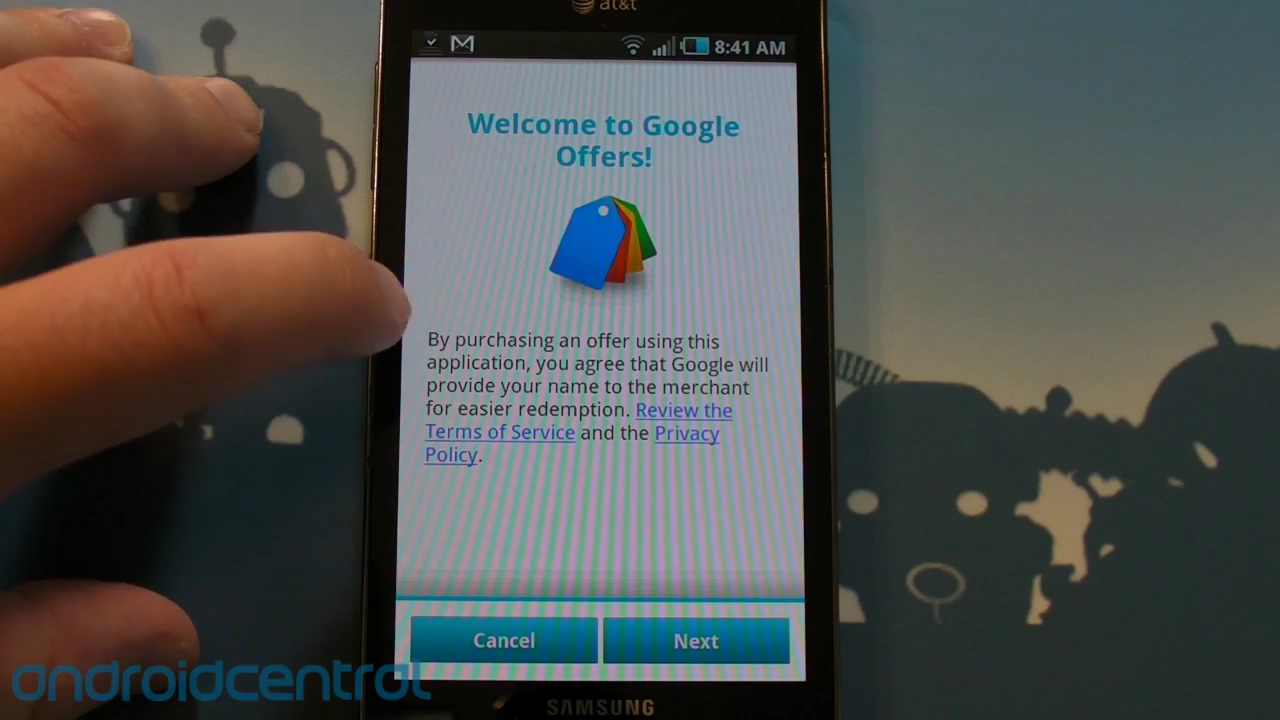 at&t
8:41 AM
Welcome to Google
Offers!
By purchasing an offer using this
application, you agree that Google will
provide your name to the merchant
for easier redemption. Review the
Terms of Service and the Privacy
Policy.
Cancel Next
SAMSUNG
androidcentral